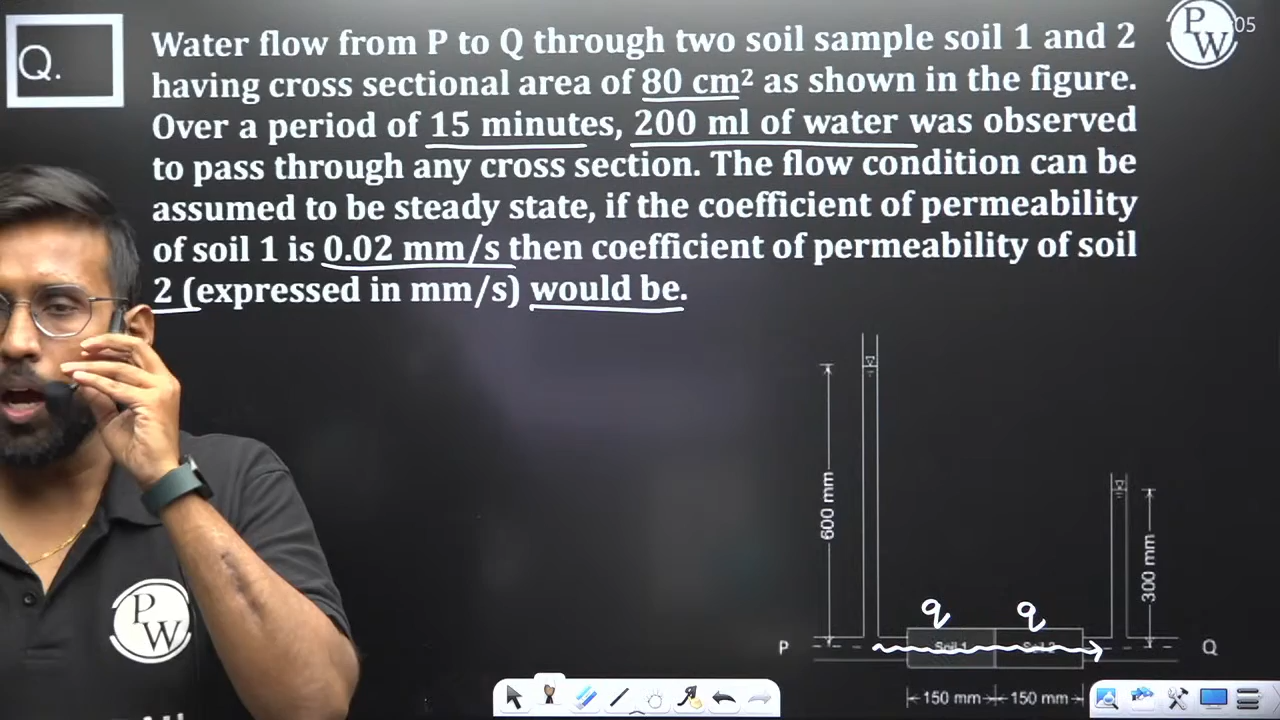 Q.
Water flow from P to Q through two soil sample soil 1 and 2
having cross sectional area of 80 cm² as shown in the figure.
Over a period of 15 minutes, 200 ml of water was observed
to pass through any cross section. The flow condition can be
assumed to be steady state, if the coefficient of permeability
of soil 1 is 0.02 mm/s then coefficient of permeability of soil
2 (expressed in mm/s) would be.
P
W
05
600 mm
300 mm
q q
P Soil 1 Soil 2 Q
150 mm 150 mm
P
W